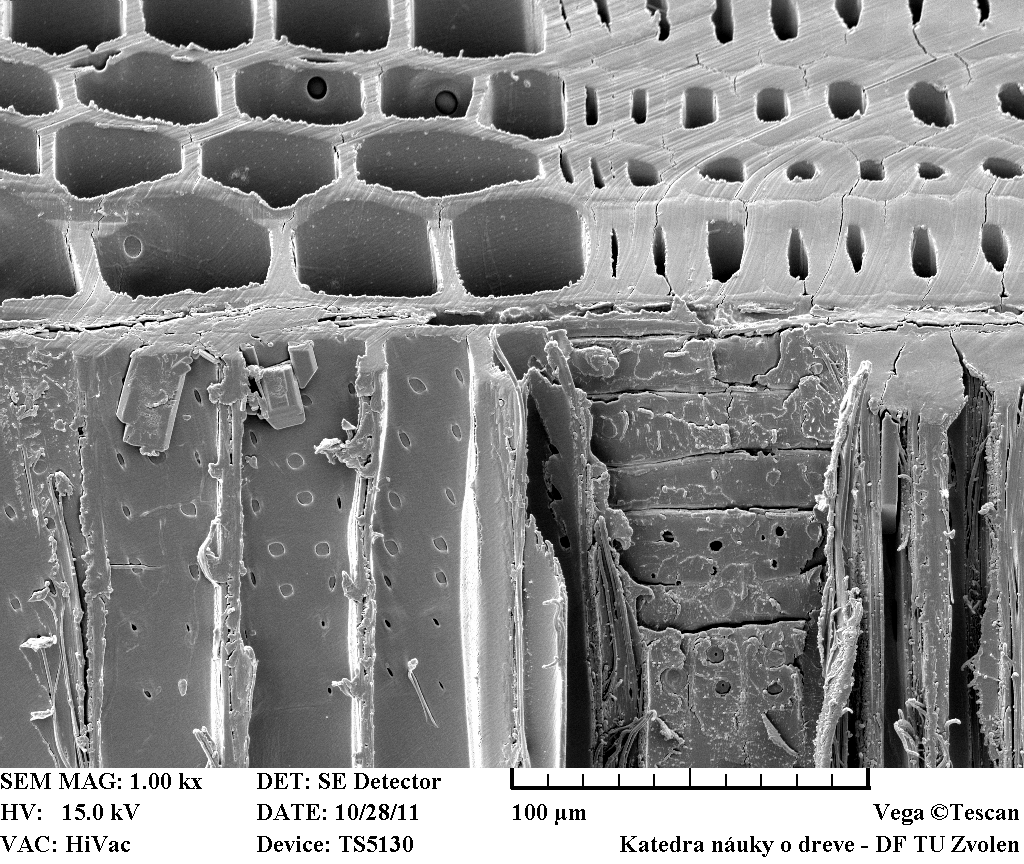 SEM MAG: 1.00 kx DET: SE Detector
HV: 15.0 kV DATE: 10/28/11 100 µm Vega ©Tescan
VAC: HiVac Device: TS5130 Katedra náuky o dreve - DF TU Zvolen